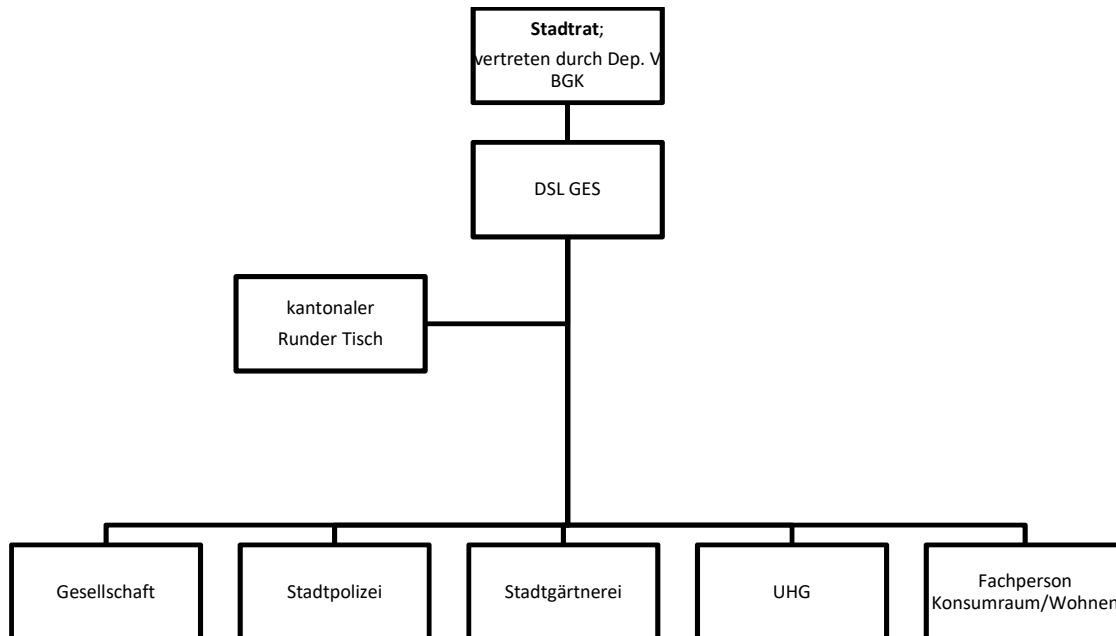 Stadtrat;
vertreten durch Dep. V
BGK
DSL GES
kantonaler
Runder Tisch
Gesellschaft
Stadtpolizei
Stadtgärtnerei
UHG
Fachperson
Konsumraum/Wohnen